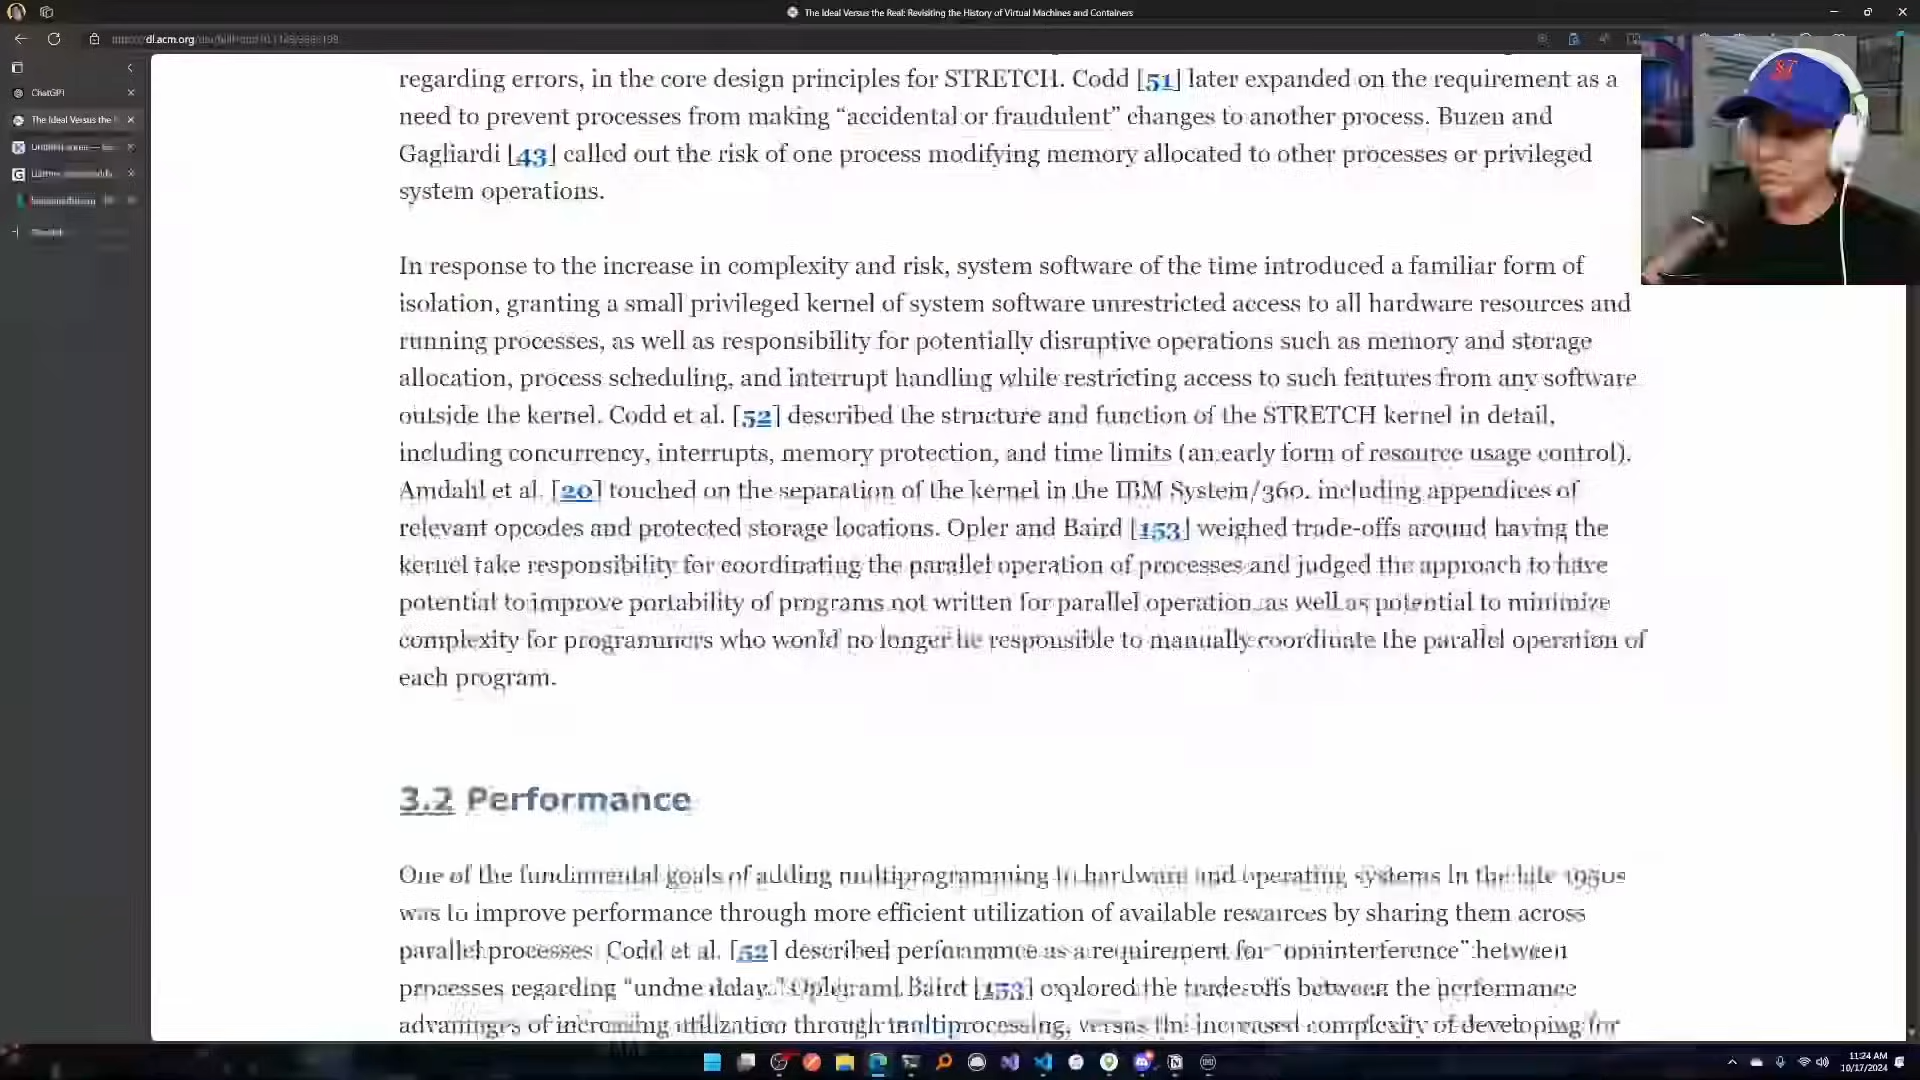 The Ideal Versus the Real: Revisiting the History of Virtual Machines and Containers
dl.acm.org
ChatGPT
The Ideal Versus the
regarding errors, in the core design principles for STRETCH. Codd [51] later expanded on the requirement as a
need to prevent processes from making “accidental or fraudulent” changes to another process. Buzen and
Gagliardi [43] called out the risk of one process modifying memory allocated to other processes or privileged
system operations.
In response to the increase in complexity and risk, system software of the time introduced a familiar form of
isolation, granting a small privileged kernel of system software unrestricted access to all hardware resources and
running processes, as well as responsibility for potentially disruptive operations such as memory and storage
allocation, process scheduling, and interrupt handling while restricting access to such features from any software
outside the kernel. Codd et al. [52] described the structure and function of the STRETCH kernel in detail,
including concurrency, interrupts, memory protection, and time limits (an early form of resource usage control).
Amdahl et al. [20] touched on the separation of the kernel in the IBM System/360, including appendices of
relevant opcodes and protected storage locations. Opler and Baird [153] weighed trade-offs around having the
kernel take responsibility for coordinating the parallel operation of processes and judged the approach to have
potential to improve portability of programs not written for parallel operation, as well as potential to minimize
complexity for programmers who would no longer be responsible to manually coordinate the parallel operation of
each program.
3.2 Performance
One of the fundamental goals of adding multiprogramming to hardware and operating systems in the late 1950s
was to improve performance through more efficient utilization of available resources by sharing them across
parallel processes. Codd et al. [52] described performance as a requirement for “noninterference” between
processes regarding “undue delay.” Opler and Baird [153] explored the trade-offs between the performance
advantages of increasing utilization through multiprocessing, versus the increased complexity of developing for
11:24 AM
10/17/2024